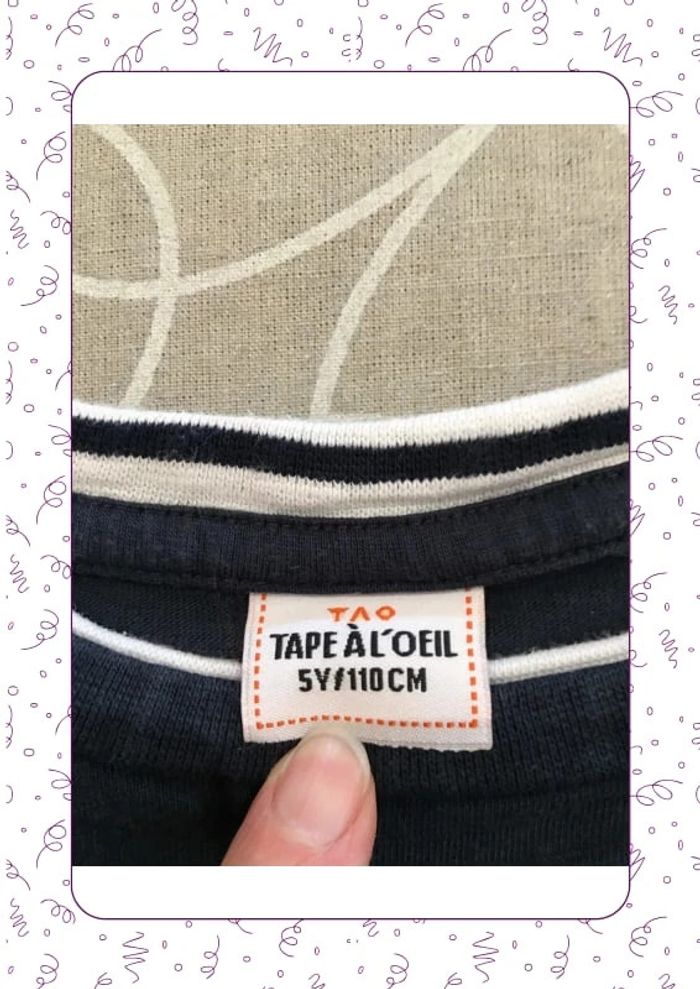 TAO
TAPE À L'OEIL
5Y/110CM